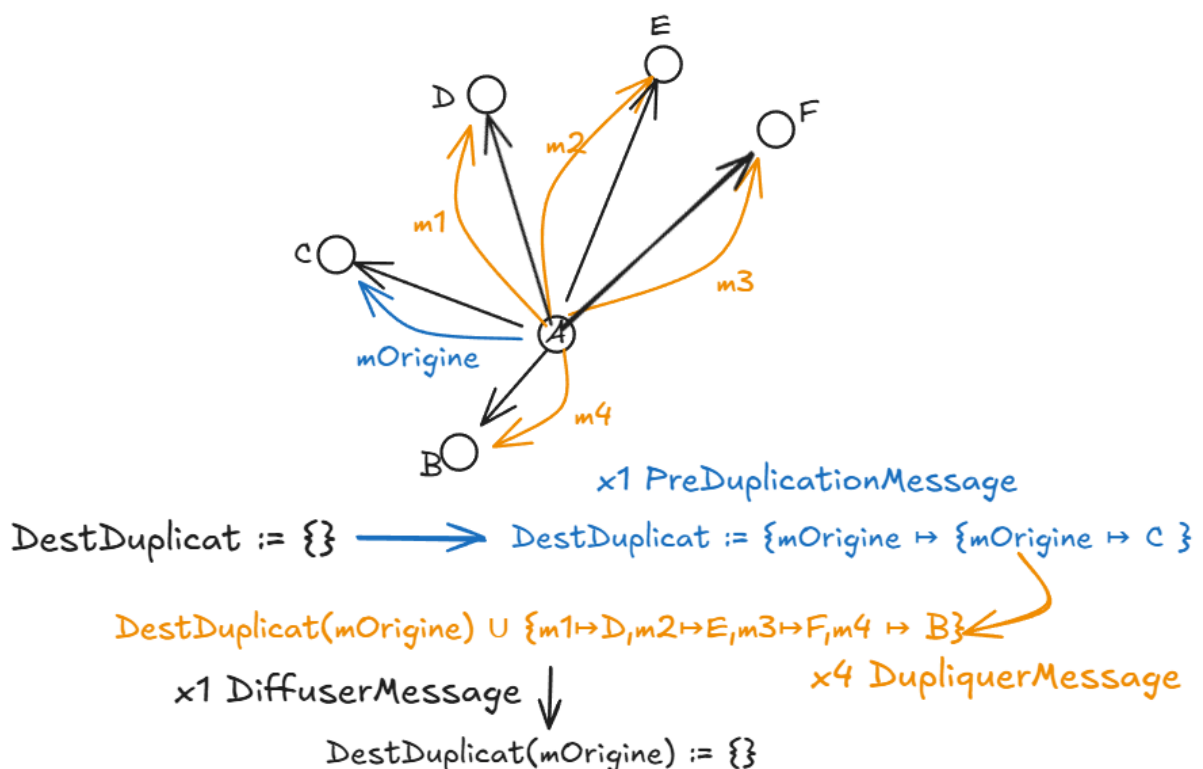 E
D
F
m2
m1
C
m3
A
mOrigine
m4
B
x1 PreDuplicationMessage
DestDuplicat := {}
DestDuplicat := {mOrigine ↦ {mOrigine ↦ C }
DestDuplicat(mOrigine) ∪ {m1↦D,m2↦E,m3↦F,m4 ↦ B}
x4 DupliquerMessage
x1 DiffuserMessage
DestDuplicat(mOrigine) := {}